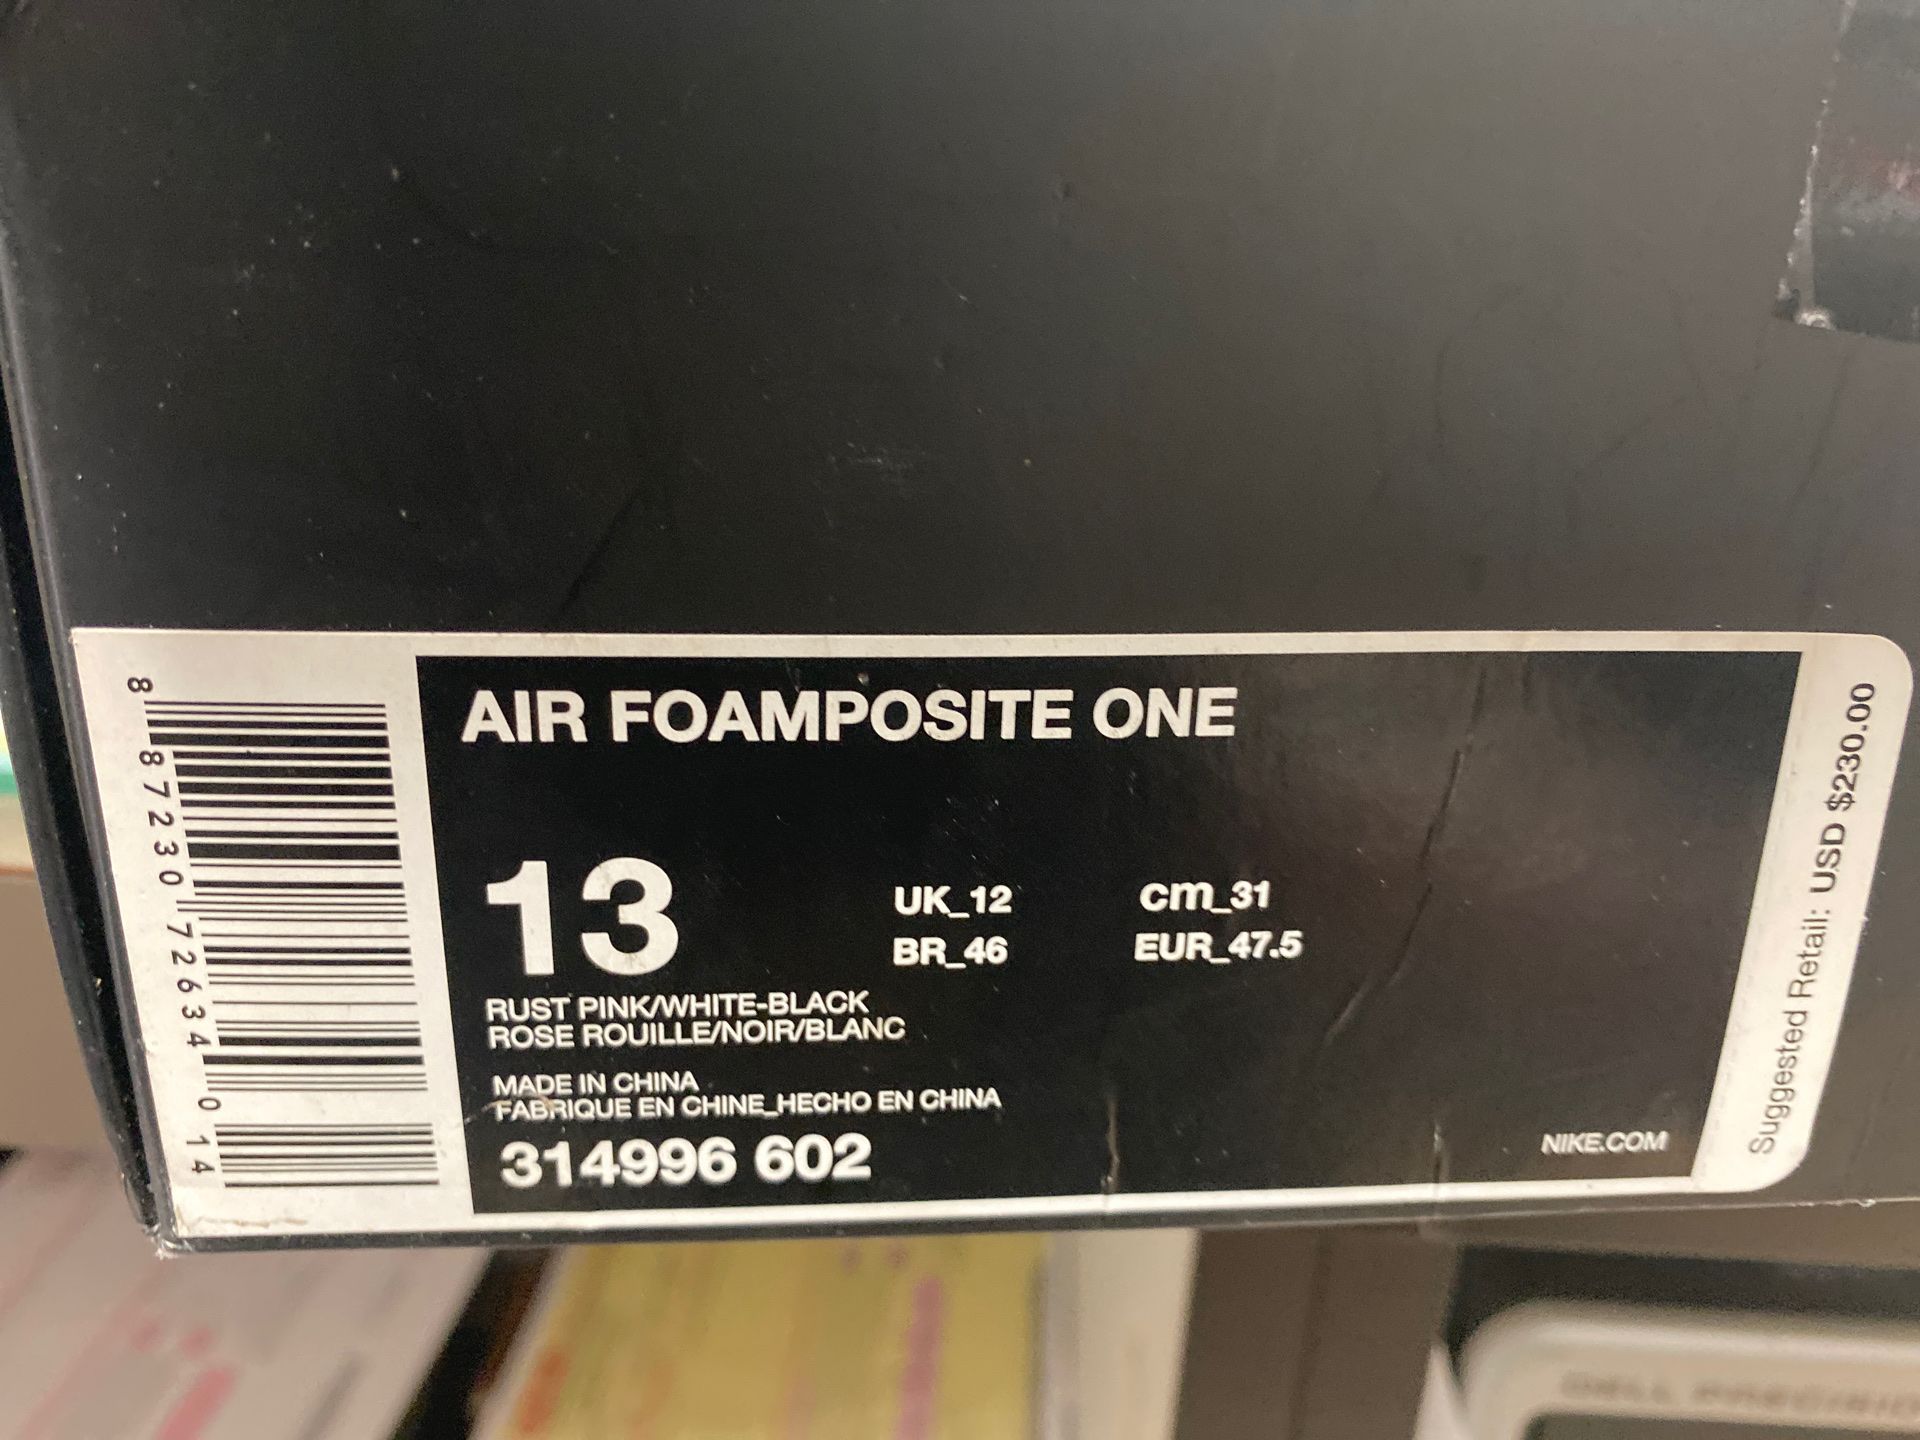 AIR FOAMPOSITE ONE
13
UK_12 cm_31
BR_46 EUR_47.5
RUST PINK/WHITE-BLACK
ROSE ROUILLE/NOIR/BLANC
MADE IN CHINA
FABRIQUE EN CHINE_HECHO EN CHINA
314996 602
NIKE.COM
8 87230 72634 0 14
Suggested Retail: USD $230.00
DELL